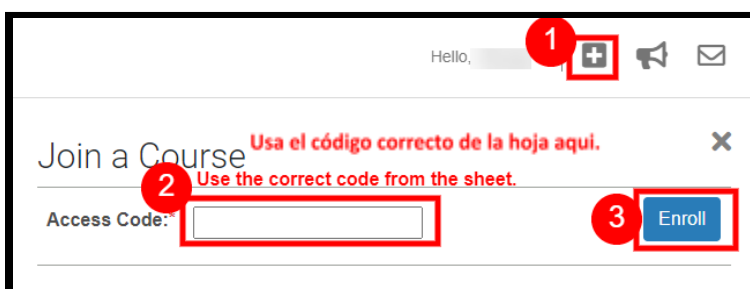 Hello,
1
Join a Course
Usa el código correcto de la hoja aqui.
2
Use the correct code from the sheet.
Access Code:*
3
Enroll